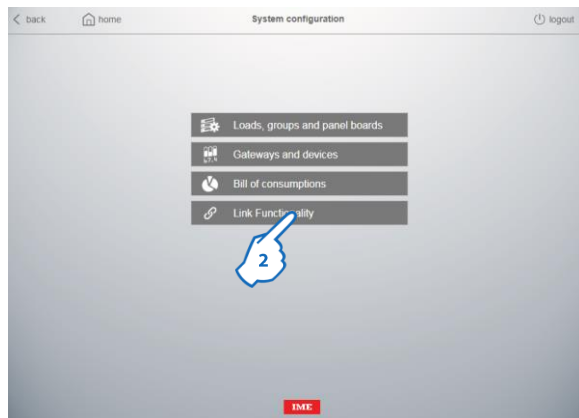 back home System configuration logout
Loads, groups and panel boards
Gateways and devices
Bill of consumptions
Link Functionality
2
IME